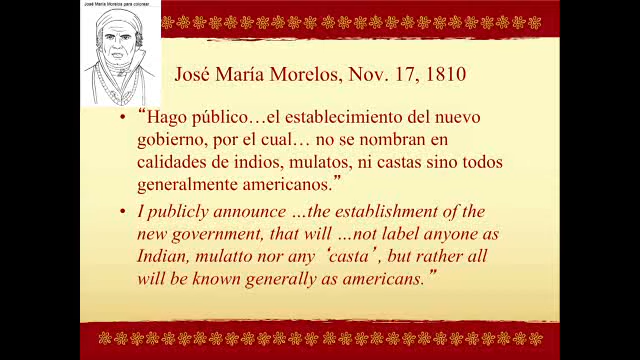 José María Morelos para colorear
José María Morelos, Nov. 17, 1810
• “Hago público…el establecimiento del nuevo
gobierno, por el cual… no se nombran en
calidades de indios, mulatos, ni castas sino todos
generalmente americanos.”
• I publicly announce …the establishment of the
new government, that will …not label anyone as
Indian, mulatto nor any ‘casta’, but rather all
will be known generally as americans.”